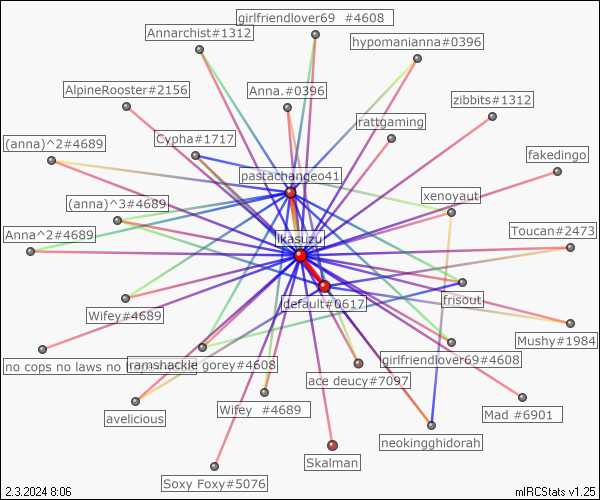 girlfriendlover69 #4608
Annarchist#1312
hypomanianna#0396
AlpineRooster#2156
Anna.#0396
zibbits#1312
rattgaming
(anna)^2#4689
Cypha#1717
fakedingo
pastachangeo41
xenoyaut
(anna)^3#4689
Toucan#2473
Anna^2#4689
Ikasuzu
default#0617
frisout
Wifey#4689
Mushy#1984
no cops no laws no
ramshackle gorey#4608
girlfriendlover69#4608
ace deucy#7097
avelicious
Wifey #4689
Mad #6901
neokingghidorah
Skalman
Soxy Foxy#5076
2.3.2024 8:06
mIRCStats v1.25